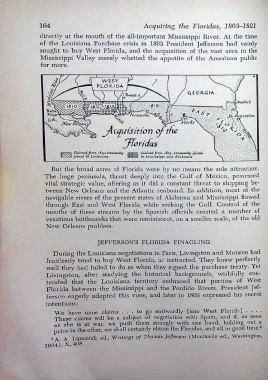 164 Acquiring the Floridas, 1803–1821
directly at the mouth of the all-important Mississippi River. At the time
of the Louisiana Purchase crisis in 1803 President Jefferson had vainly
sought to buy West Florida, and the acquisition of the vast area in the
Mississippi Valley merely whetted the appetite of the American public
for more.
WEST
FLORIDA
GEORGIA
Acquisition of the
Floridas
But the broad acres of Florida were by no means the sole attraction.
The huge peninsula, thrust deeply into the Gulf of Mexico, possessed
vital strategic value, offering as it did a constant threat to shipping be-
tween New Orleans and the Atlantic seaboard. In addition, most of the
navigable rivers of the present states of Alabama and Mississippi flowed
through East and West Florida while seeking the Gulf. Control of the
mouths of these streams by the Spanish officials created a number of
vexatious bottlenecks that were reminiscent, on a smaller scale, of the old
New Orleans problem.
JEFFERSON'S FLORIDA FINAGLING
During the Louisiana negotiations in Paris, Livingston and Monroe had
fruitlessly tried to buy West Florida, as instructed. They knew perfectly
well they had failed to do so when they signed the purchase treaty. Yet
Livingston, after studying the historical backgrounds, wishfully con-
tended that the Louisiana territory embraced that portion of West
Florida between the Mississippi and the Perdido Rivers. President Jef-
ferson eagerly adopted this view, and later in 1803 expressed his secret
intentions:
We have some claims . . . to go eastwardly [into West Florida] . . . .
These claims will be a subject of negotiation with Spain, and if, as soon
as she is at war, we push them strongly with one hand, holding out a
price in the other, we shall certainly obtain the Floridas, and all in good time.
A. A. Lipscomb, ed., Writings of Thomas Jefferson (Monticello ed., Washington,
1904), X, 408